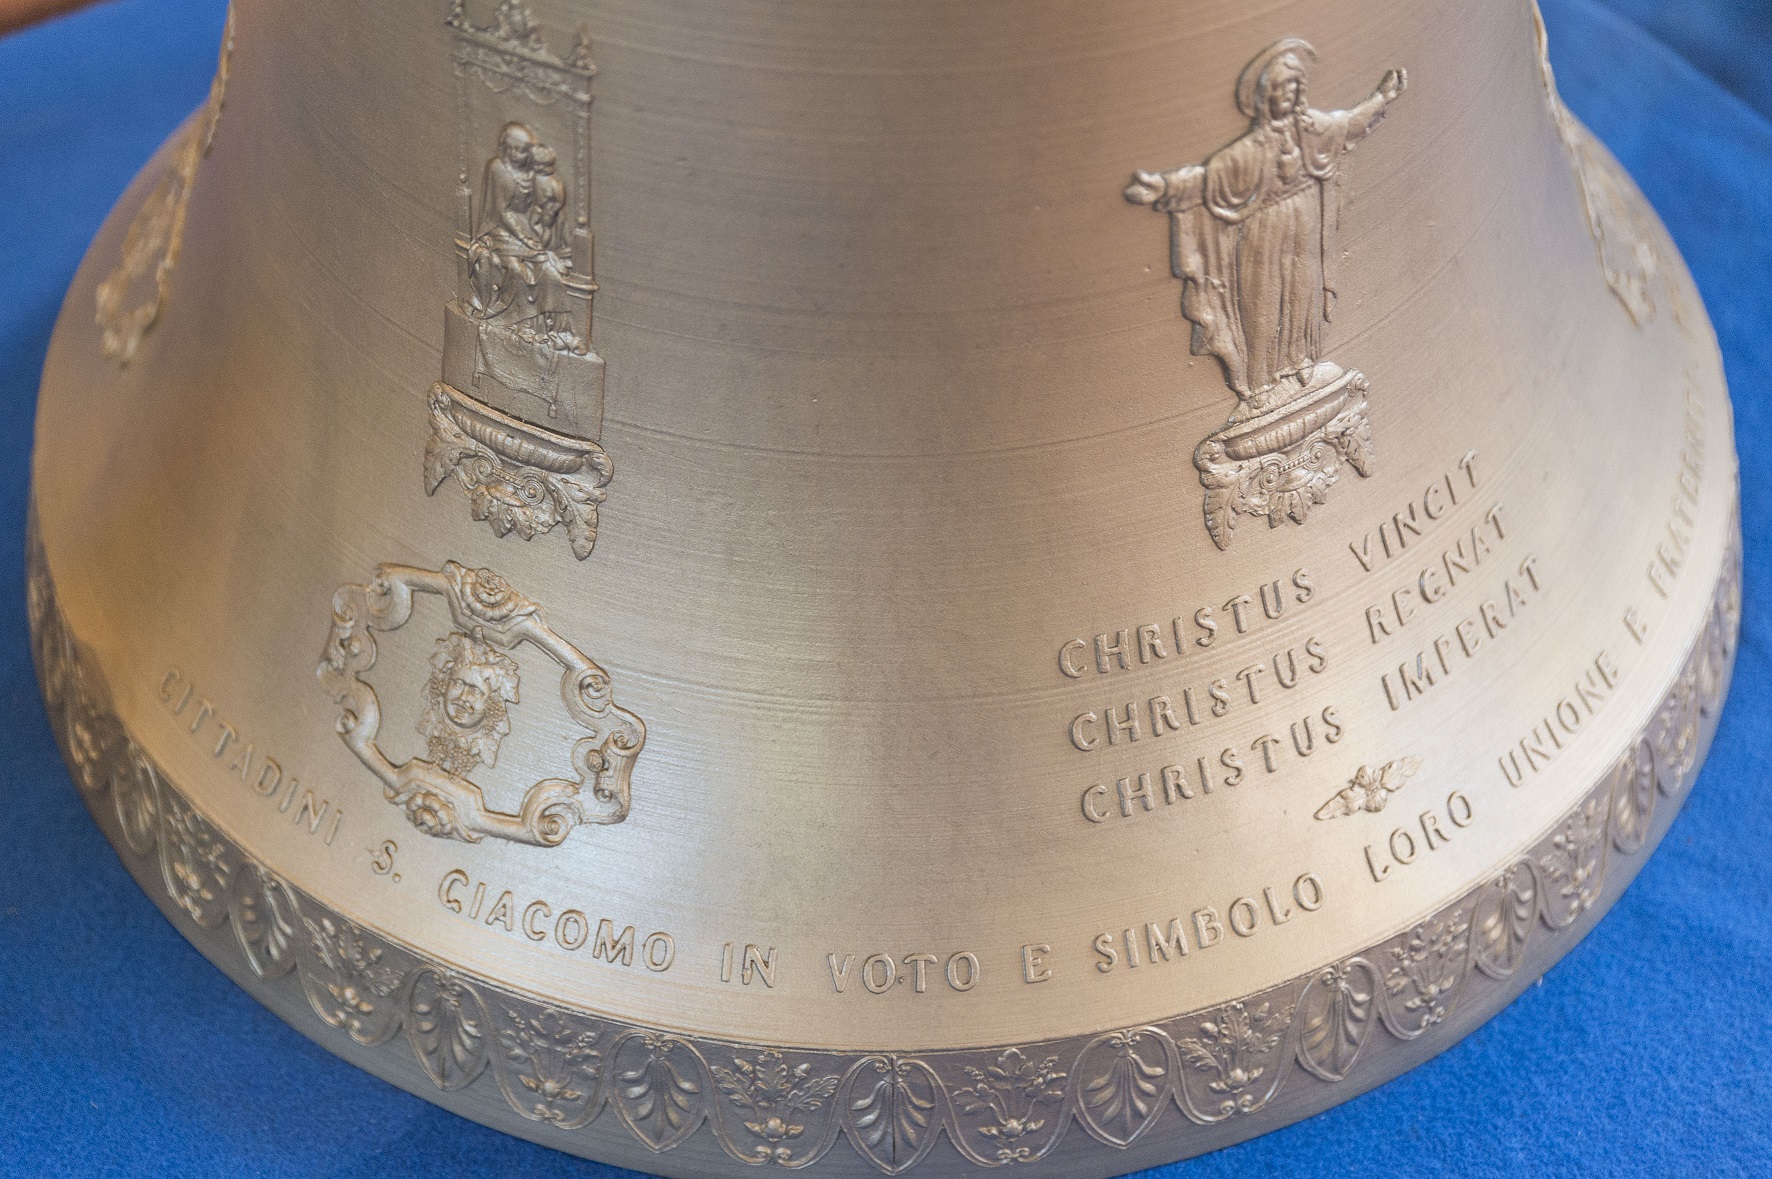 CHRISTUS VINCIT
CHRISTUS REGNAT
CHRISTUS IMPERAT
CITTADINI S. GIACOMO IN VOTO E SIMBOLO LORO UNIONE E